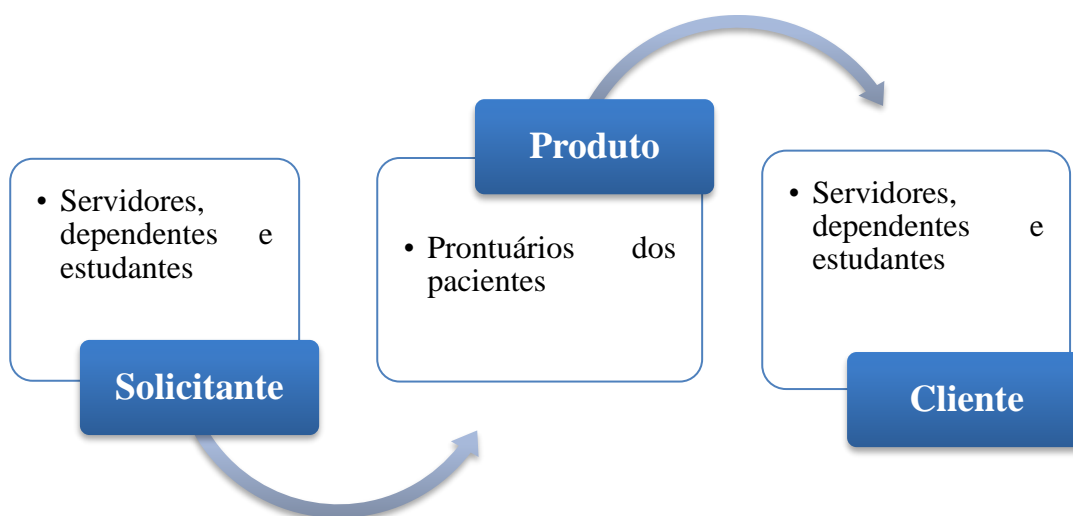 • Servidores,
dependentes e
estudantes
Solicitante
Produto
• Prontuários dos
pacientes
• Servidores,
dependentes e
estudantes
Cliente